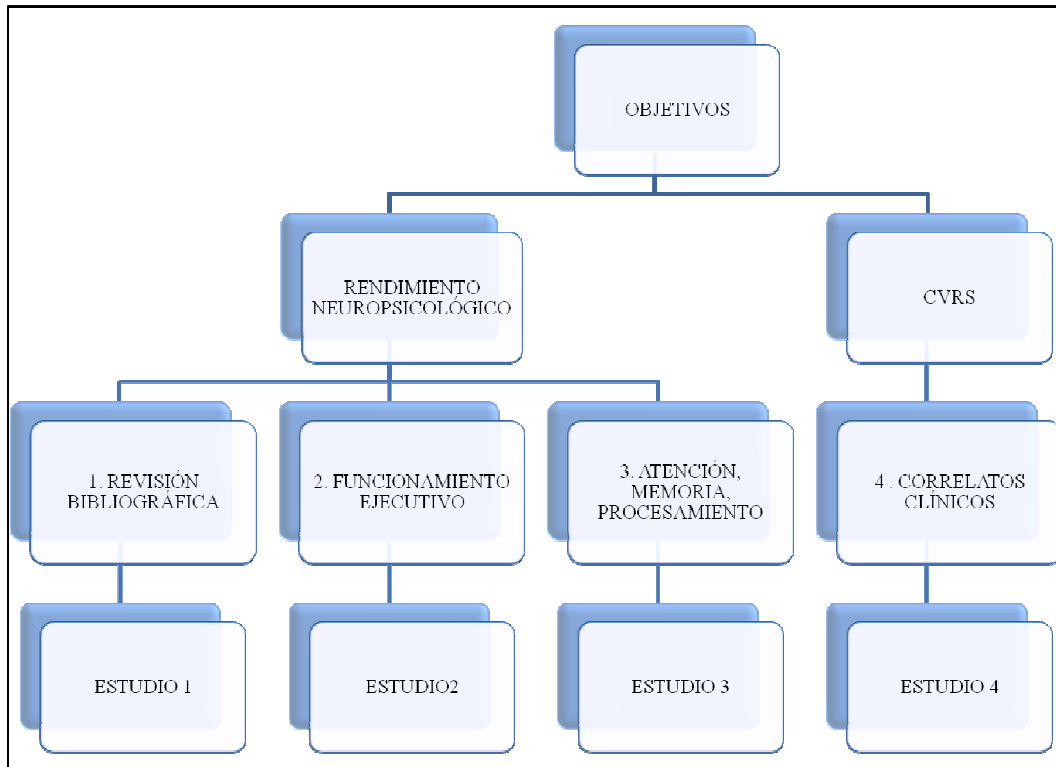 OBJETIVOS
RENDIMIENTO
NEUROPSICOLÓGICO
CVRS
1. REVISIÓN
BIBLIOGRÁFICA
2. FUNCIONAMIENTO
EJECUTIVO
3. ATENCIÓN,
MEMORIA,
PROCESAMIENTO
4 . CORRELATOS
CLÍNICOS
ESTUDIO 1
ESTUDIO2
ESTUDIO 3
ESTUDIO 4